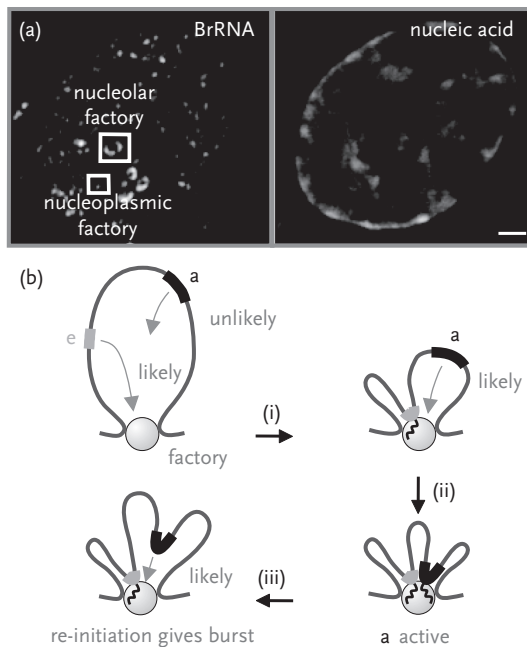 (a)
BrRNA
nucleic acid
nucleolar
factory
nucleoplasmic
factory
(b)
a
e
unlikely
likely
factory
(i)
a
likely
(ii)
likely
(iii)
re-initiation gives burst
a active